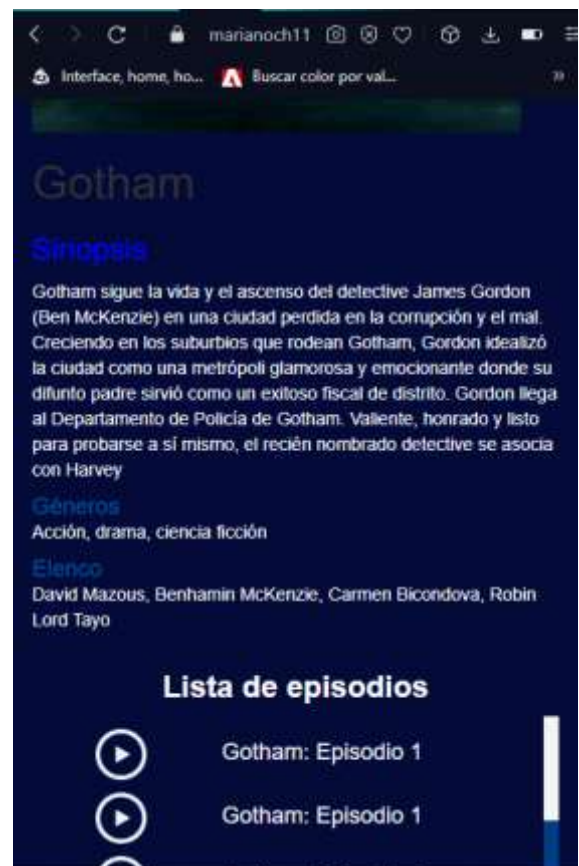 marianoch11
Interface, home, ho... Buscar color por val... »
Gotham
Sinopsis
Gotham sigue la vida y el ascenso del detective James Gordon
(Ben McKenzie) en una ciudad perdida en la corrupción y el mal.
Creciendo en los suburbios que rodean Gotham, Gordon idealizó
la ciudad como una metrópoli glamorosa y emocionante donde su
difunto padre sirvió como un exitoso fiscal de distrito. Gordon llega
al Departamento de Policía de Gotham. Valiente, honrado y listo
para probarse a sí mismo, el recién nombrado detective se asocia
con Harvey
Géneros
Acción, drama, ciencia ficción
Elenco
David Mazous, Benhamin McKenzie, Carmen Bicondova, Robin
Lord Tayo
Lista de episodios
Gotham: Episodio 1
Gotham: Episodio 1